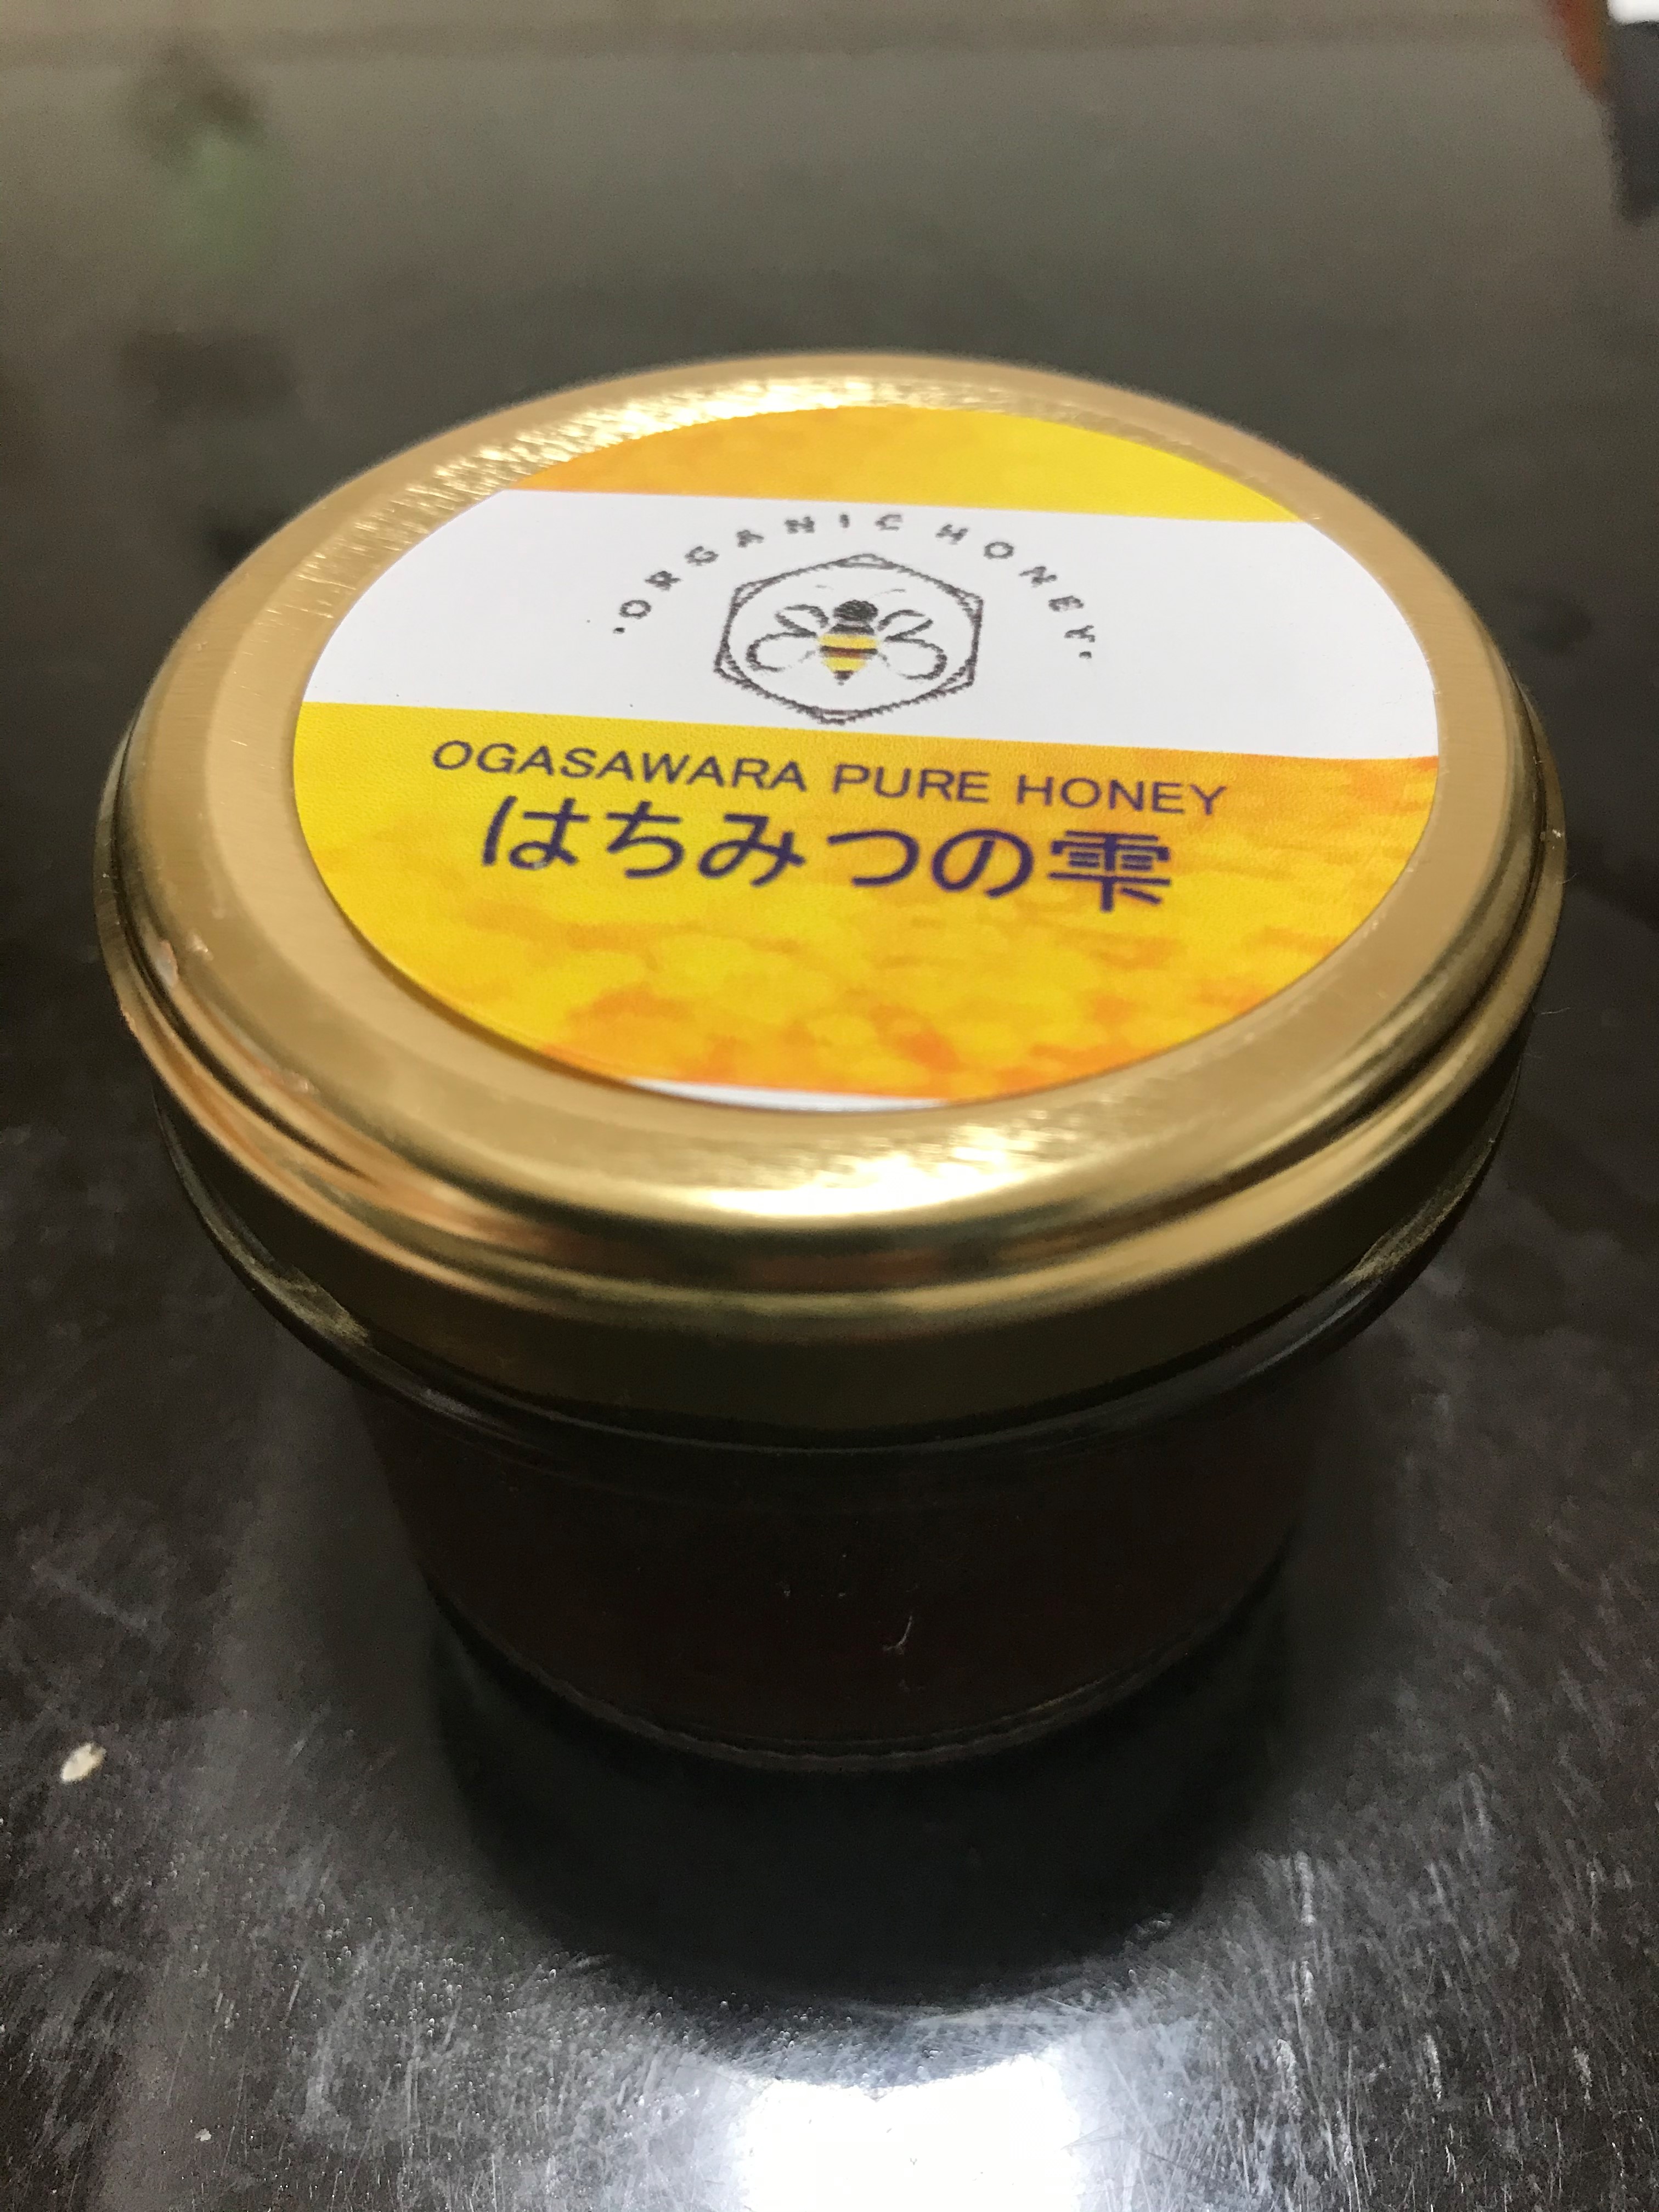 ·ORGANIC HONEY·
OGASAWARA PURE HONEY
はちみつの雫